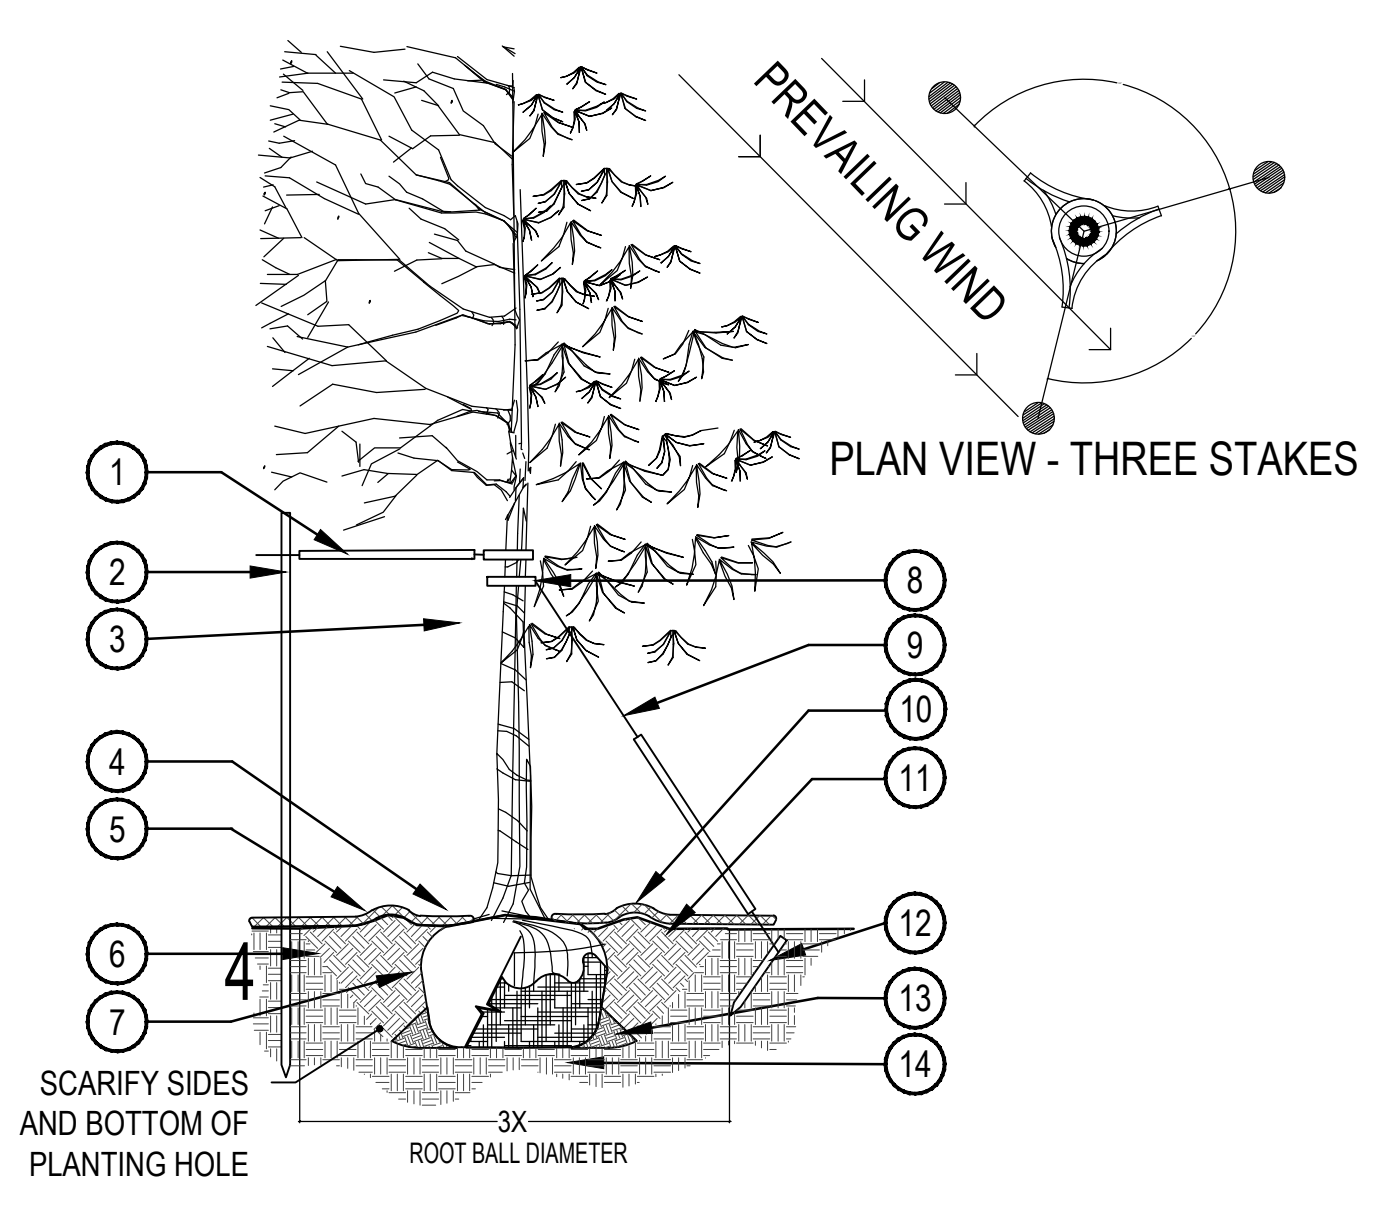 PREVAILING WIND
PLAN VIEW - THREE STAKES
1
2
3
4
5
6
4
7
8
9
10
11
12
13
14
SCARIFY SIDES
AND BOTTOM OF
PLANTING HOLE
3X
ROOT BALL DIAMETER